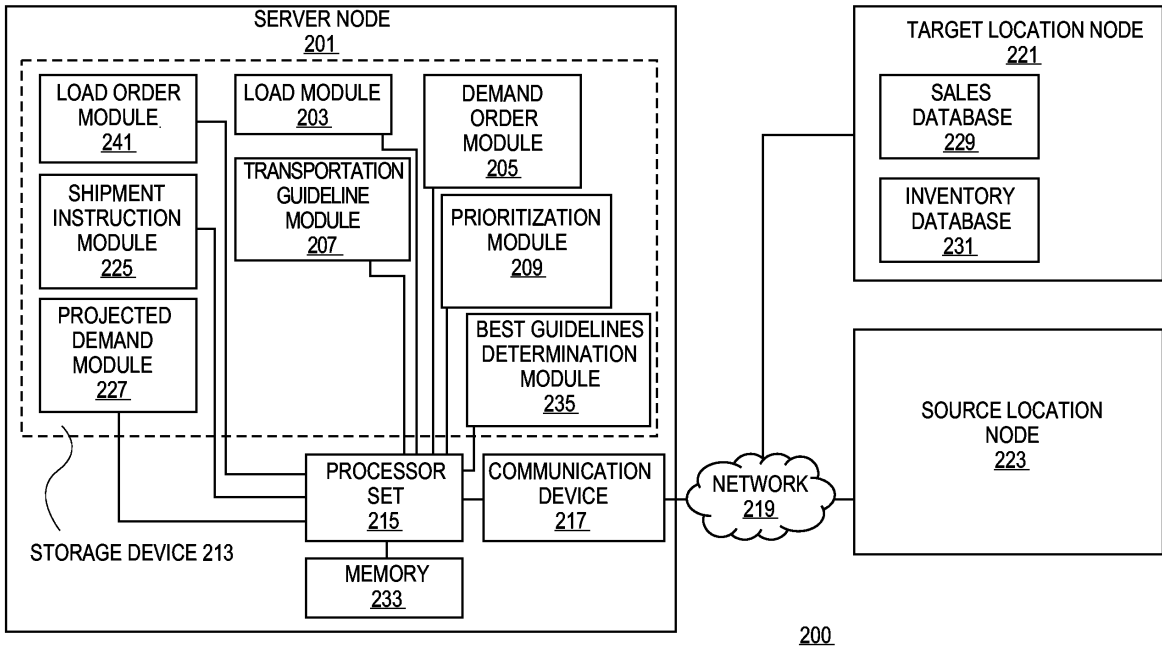 SERVER NODE
201
LOAD ORDER
MODULE.
241
LOAD MODULE
203
DEMAND
ORDER
MODULE
205
SHIPMENT
INSTRUCTION
MODULE
225
TRANSPORTATION
GUIDELINE
MODULE
207
PRIORITIZATION
MODULE
209
PROJECTED
DEMAND
MODULE
227
BEST GUIDELINES
DETERMINATION
MODULE
235
STORAGE DEVICE 213
PROCESSOR
SET
215
COMMUNICATION
DEVICE
217
MEMORY
233
NETWORK
219
TARGET LOCATION NODE
221
SALES
DATABASE
229
INVENTORY
DATABASE
231
SOURCE LOCATION
NODE
223
200